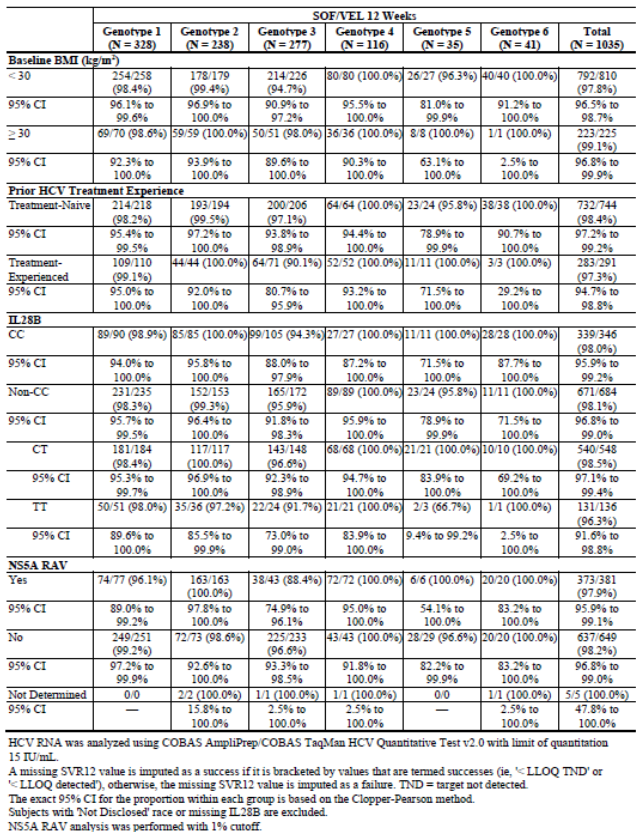 SOF/VEL 12 Weeks
Genotype 1 Genotype 2 Genotype 3 Genotype 4 Genotype 5 Genotype 6 Total
(N = 328) (N = 238) (N = 277) (N = 116) (N = 35) (N = 41) (N = 1035)
Baseline BMI (kg/m²)
< 30 254/258 178/179 214/226 80/80 (100.0%) 26/27 (96.3%) 40/40 (100.0%) 792/810
(98.4%) (99.4%) (94.7%) (97.8%)
95% CI 96.1% to 96.9% to 90.9% to 95.5% to 81.0% to 91.2% to 96.5% to
99.6% 100.0% 97.2% 100.0% 99.9% 100.0% 98.7%
≥ 30 69/70 (98.6%) 59/59 (100.0%) 50/51 (98.0%) 36/36 (100.0%) 8/8 (100.0%) 1/1 (100.0%) 223/225
(99.1%)
95% CI 92.3% to 93.9% to 89.6% to 90.3% to 63.1% to 2.5% to 96.8% to
100.0% 100.0% 100.0% 100.0% 100.0% 100.0% 99.9%
Prior HCV Treatment Experience
Treatment-Naive 214/218 193/194 200/206 64/64 (100.0%) 23/24 (95.8%) 38/38 (100.0%) 732/744
(98.2%) (99.5%) (97.1%) (98.4%)
95% CI 95.4% to 97.2% to 93.8% to 94.4% to 78.9% to 90.7% to 97.2% to
99.5% 100.0% 98.9% 100.0% 99.9% 100.0% 99.2%
Treatment- 109/110 44/44 (100.0%) 64/71 (90.1%) 52/52 (100.0%) 11/11 (100.0%) 3/3 (100.0%) 283/291
Experienced (99.1%) (97.3%)
95% CI 95.0% to 92.0% to 80.7% to 93.2% to 71.5% to 29.2% to 94.7% to
100.0% 100.0% 95.9% 100.0% 100.0% 100.0% 98.8%
IL28B
CC 89/90 (98.9%) 85/85 (100.0%) 99/105 (94.3%) 27/27 (100.0%) 11/11 (100.0%) 28/28 (100.0%) 339/346
(98.0%)
95% CI 94.0% to 95.8% to 88.0% to 87.2% to 71.5% to 87.7% to 95.9% to
100.0% 100.0% 97.9% 100.0% 100.0% 100.0% 99.2%
Non-CC 231/235 152/153 165/172 89/89 (100.0%) 23/24 (95.8%) 11/11 (100.0%) 671/684
(98.3%) (99.3%) (95.9%) (98.1%)
95% CI 95.7% to 96.4% to 91.8% to 95.9% to 78.9% to 71.5% to 96.8% to
99.5% 100.0% 98.3% 100.0% 99.9% 100.0% 99.0%
CT 181/184 117/117 143/148 68/68 (100.0%) 21/21 (100.0%) 10/10 (100.0%) 540/548
(98.4%) (100.0%) (96.6%) (98.5%)
95% CI 95.3% to 96.9% to 92.3% to 94.7% to 83.9% to 69.2% to 97.1% to
99.7% 100.0% 98.9% 100.0% 100.0% 100.0% 99.4%
TT 50/51 (98.0%) 35/36 (97.2%) 22/24 (91.7%) 21/21 (100.0%) 2/3 (66.7%) 1/1 (100.0%) 131/136
(96.3%)
95% CI 89.6% to 85.5% to 73.0% to 83.9% to 9.4% to 99.2% 2.5% to 91.6% to
100.0% 99.9% 99.0% 100.0% 100.0% 98.8%
NS5A RAV
Yes 74/77 (96.1%) 163/163 38/43 (88.4%) 72/72 (100.0%) 6/6 (100.0%) 20/20 (100.0%) 373/381
(100.0%) (97.9%)
95% CI 89.0% to 97.8% to 74.9% to 95.0% to 54.1% to 83.2% to 95.9% to
99.2% 100.0% 96.1% 100.0% 100.0% 100.0% 99.1%
No 249/251 72/73 (98.6%) 225/233 43/43 (100.0%) 28/29 (96.6%) 20/20 (100.0%) 637/649
(99.2%) (96.6%) (98.2%)
95% CI 97.2% to 92.6% to 93.3% to 91.8% to 82.2% to 83.2% to 96.8% to
99.9% 100.0% 98.5% 100.0% 99.9% 100.0% 99.0%
Not Determined 0/0 2/2 (100.0%) 1/1 (100.0%) 1/1 (100.0%) 0/0 1/1 (100.0%) 5/5 (100.0%)
95% CI — 15.8% to 2.5% to 2.5% to — 2.5% to 47.8% to
100.0% 100.0% 100.0% 100.0% 100.0%
HCV RNA was analyzed using COBAS AmpliPrep/COBAS TaqMan HCV Quantitative Test v2.0 with limit of quantitation
15 IU/mL.
A missing SVR12 value is imputed as a success if it is bracketed by values that are termed successes (ie, '< LLOQ TND' or
'< LLOQ detected'), otherwise, the missing SVR12 value is imputed as a failure. TND = target not detected.
The exact 95% CI for the proportion within each group is based on the Clopper-Pearson method.
Subjects with 'Not Disclosed' race or missing IL28B are excluded.
NS5A RAV analysis was performed with 1% cutoff.